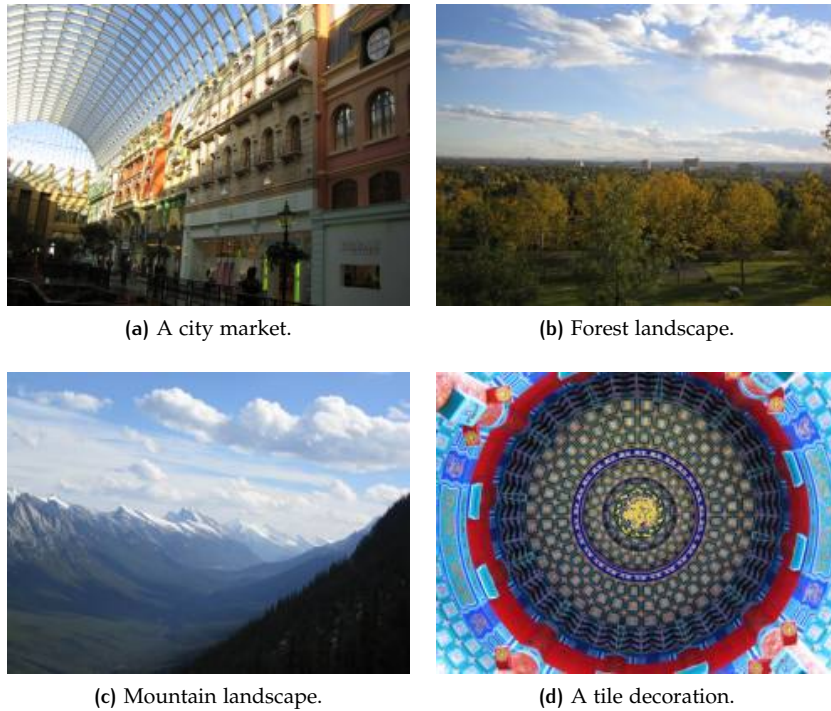 (a) A city market.
(b) Forest landscape.
(c) Mountain landscape.
(d) A tile decoration.